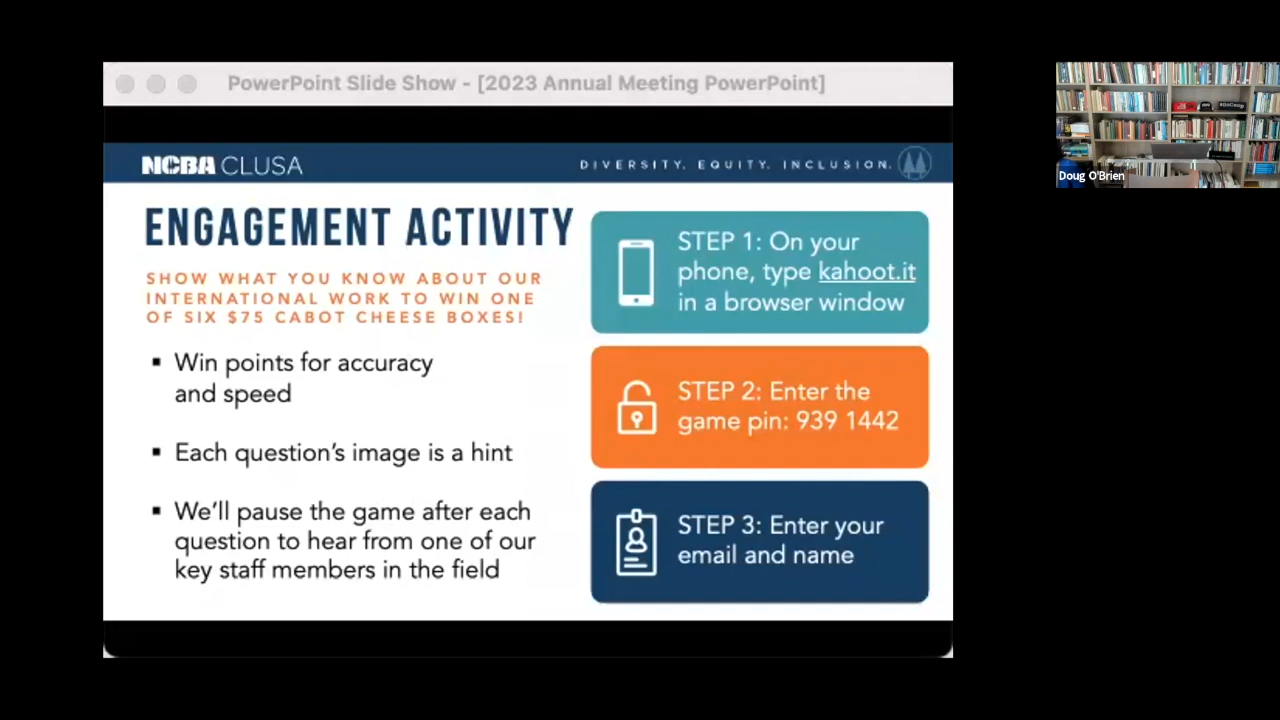 PowerPoint Slide Show - [2023 Annual Meeting PowerPoint]
NCBA CLUSA
DIVERSITY. EQUITY. INCLUSION.
ENGAGEMENT ACTIVITY
SHOW WHAT YOU KNOW ABOUT OUR
INTERNATIONAL WORK TO WIN ONE
OF SIX $75 CABOT CHEESE BOXES!
▪ Win points for accuracy
and speed
▪ Each question's image is a hint
▪ We'll pause the game after each
question to hear from one of our
key staff members in the field
STEP 1: On your
phone, type kahoot.it
in a browser window
STEP 2: Enter the
game pin: 939 1442
STEP 3: Enter your
email and name
Doug O'Brien